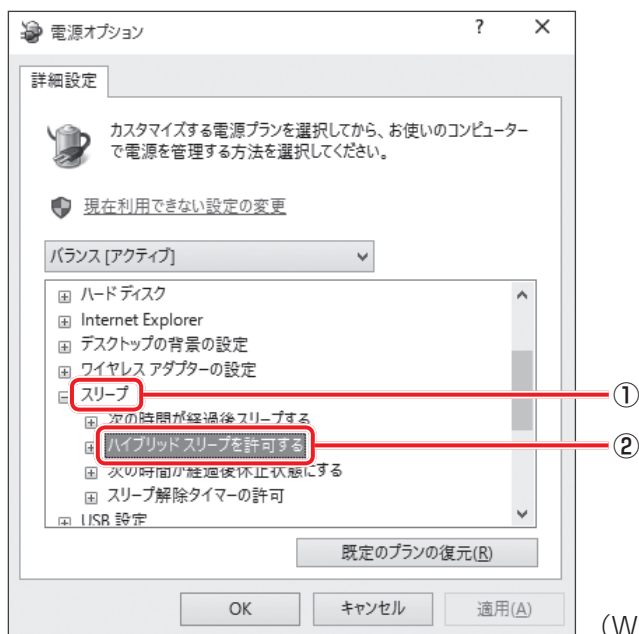 電源オプション ? ×
詳細設定
カスタマイズする電源プランを選択してから、お使いのコンピューター
で電源を管理する方法を選択してください。
現在利用できない設定の変更
バランス [アクティブ]
ハード ディスク
Internet Explorer
デスクトップの背景の設定
ワイヤレス アダプターの設定
スリープ ①
次の時間が経過後スリープする
ハイブリッド スリープを許可する ②
次の時間が経過後休止状態にする
スリープ解除タイマーの許可
USB 設定
既定のプランの復元(R)
OK キャンセル 適用(A)
(W